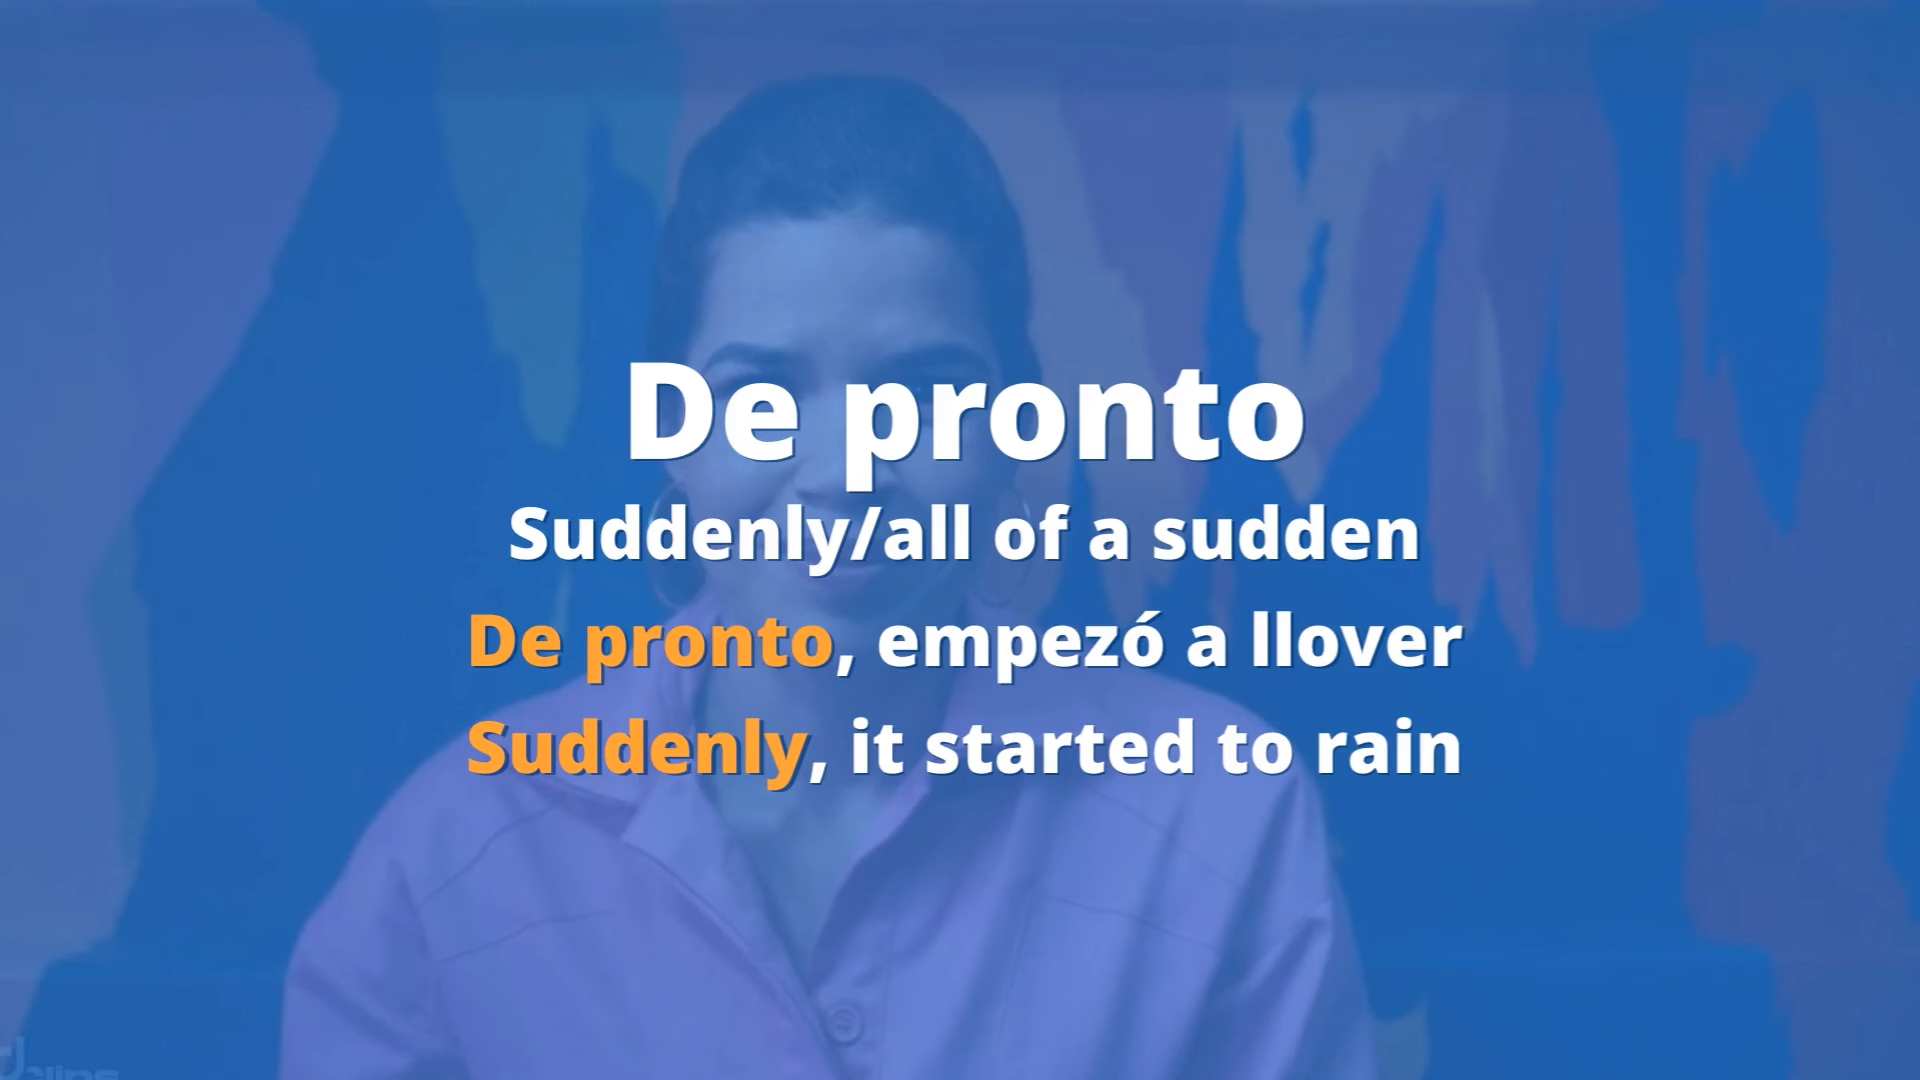 De pronto
Suddenly/all of a sudden
De pronto, empezó a llover
Suddenly, it started to rain